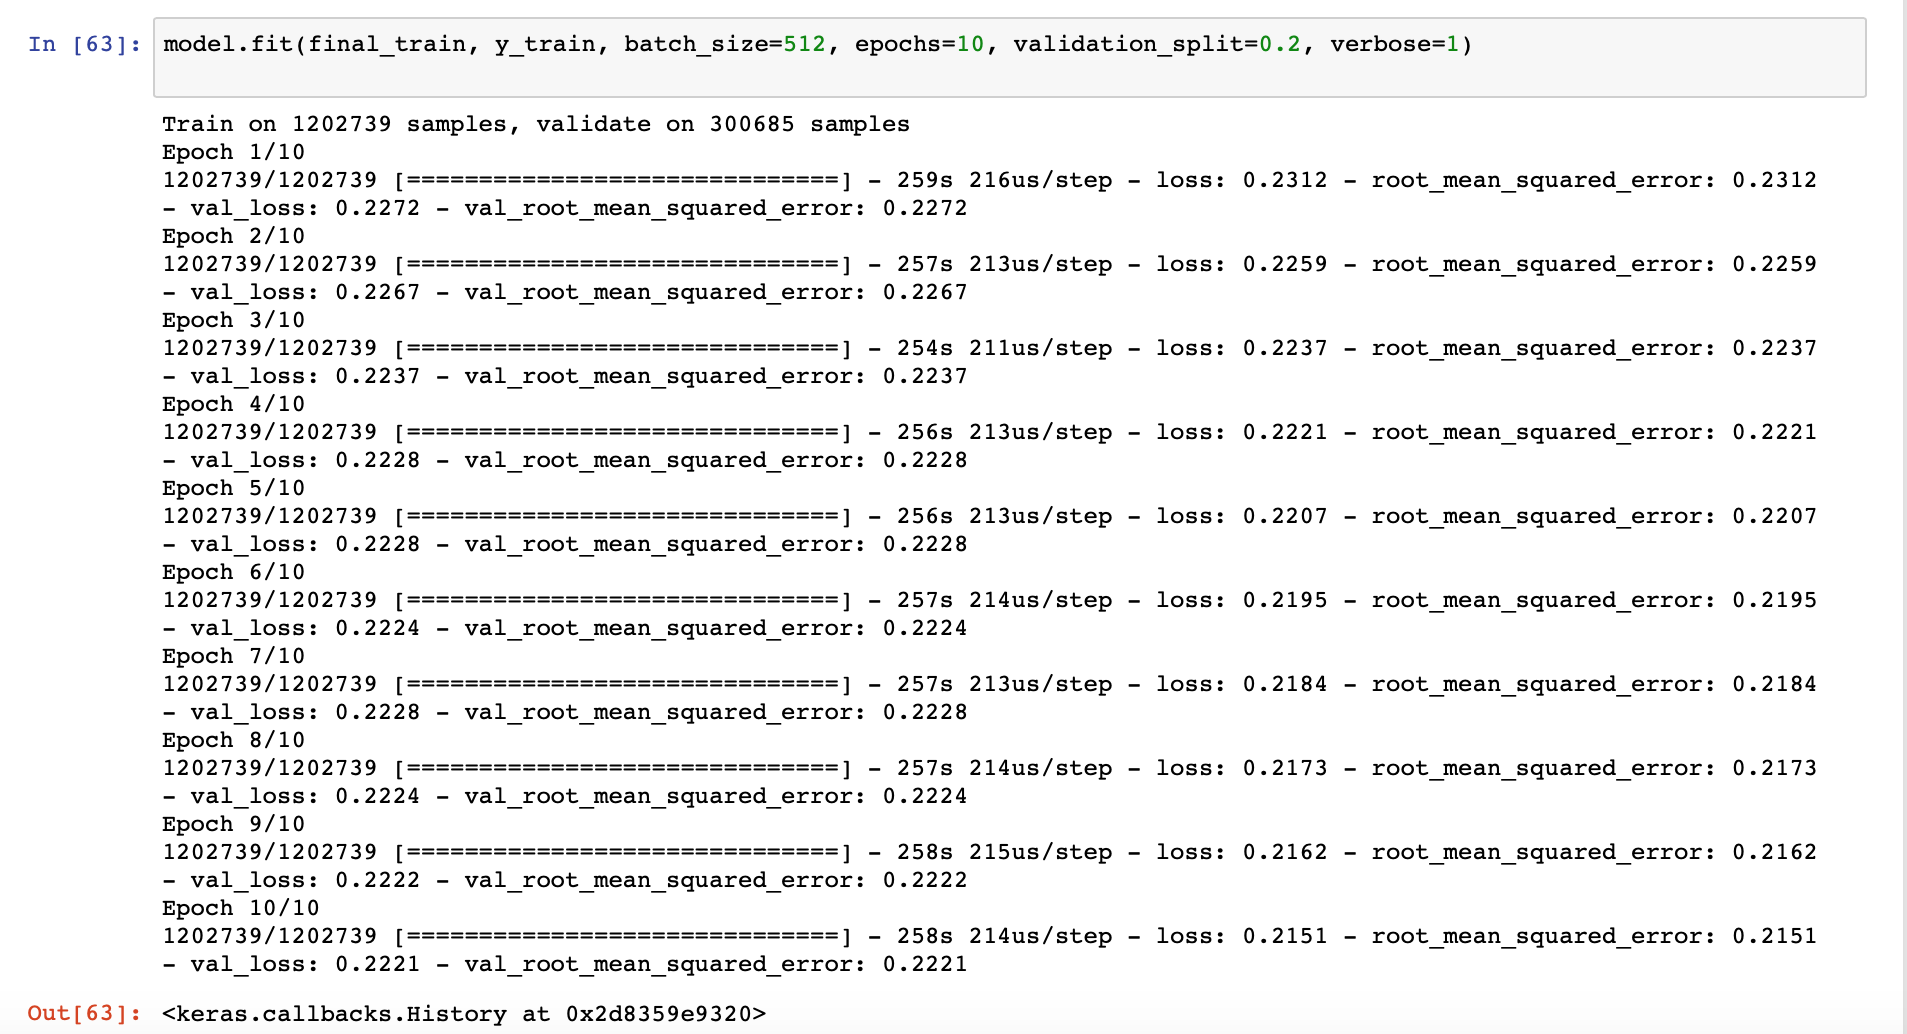 In [63]: model.fit(final_train, y_train, batch_size=512, epochs=10, validation_split=0.2, verbose=1)
Train on 1202739 samples, validate on 300685 samples
Epoch 1/10
1202739/1202739 [==============================] - 259s 216us/step - loss: 0.2312 - root_mean_squared_error: 0.2312
- val_loss: 0.2272 - val_root_mean_squared_error: 0.2272
Epoch 2/10
1202739/1202739 [==============================] - 257s 213us/step - loss: 0.2259 - root_mean_squared_error: 0.2259
- val_loss: 0.2267 - val_root_mean_squared_error: 0.2267
Epoch 3/10
1202739/1202739 [==============================] - 254s 211us/step - loss: 0.2237 - root_mean_squared_error: 0.2237
- val_loss: 0.2237 - val_root_mean_squared_error: 0.2237
Epoch 4/10
1202739/1202739 [==============================] - 256s 213us/step - loss: 0.2221 - root_mean_squared_error: 0.2221
- val_loss: 0.2228 - val_root_mean_squared_error: 0.2228
Epoch 5/10
1202739/1202739 [==============================] - 256s 213us/step - loss: 0.2207 - root_mean_squared_error: 0.2207
- val_loss: 0.2228 - val_root_mean_squared_error: 0.2228
Epoch 6/10
1202739/1202739 [==============================] - 257s 214us/step - loss: 0.2195 - root_mean_squared_error: 0.2195
- val_loss: 0.2224 - val_root_mean_squared_error: 0.2224
Epoch 7/10
1202739/1202739 [==============================] - 257s 213us/step - loss: 0.2184 - root_mean_squared_error: 0.2184
- val_loss: 0.2228 - val_root_mean_squared_error: 0.2228
Epoch 8/10
1202739/1202739 [==============================] - 257s 214us/step - loss: 0.2173 - root_mean_squared_error: 0.2173
- val_loss: 0.2224 - val_root_mean_squared_error: 0.2224
Epoch 9/10
1202739/1202739 [==============================] - 258s 215us/step - loss: 0.2162 - root_mean_squared_error: 0.2162
- val_loss: 0.2222 - val_root_mean_squared_error: 0.2222
Epoch 10/10
1202739/1202739 [==============================] - 258s 214us/step - loss: 0.2151 - root_mean_squared_error: 0.2151
- val_loss: 0.2221 - val_root_mean_squared_error: 0.2221
Out[63]: <keras.callbacks.History at 0x2d8359e9320>